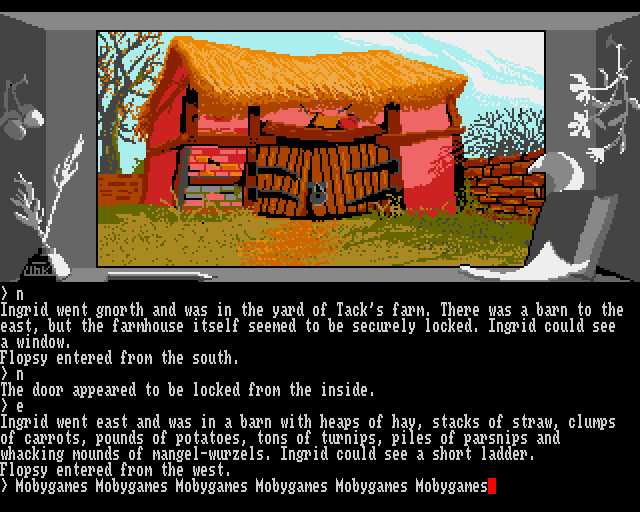 Ink
> n
Ingrid went gnorth and was in the yard of Tack's farm. There was a barn to the
east, but the farmhouse itself seemed to be securely locked. Ingrid could see
a window.
Flopsy entered from the south.
> n
The door appeared to be locked from the inside.
> e
Ingrid went east and was in a barn with heaps of hay, stacks of straw, clumps
of carrots, pounds of potatoes, tons of turnips, piles of parsnips and
whacking mounds of mangel-wurzels. Ingrid could see a short ladder.
Flopsy entered from the west.
> Mobygames Mobygames Mobygames Mobygames Mobygames Mobygames